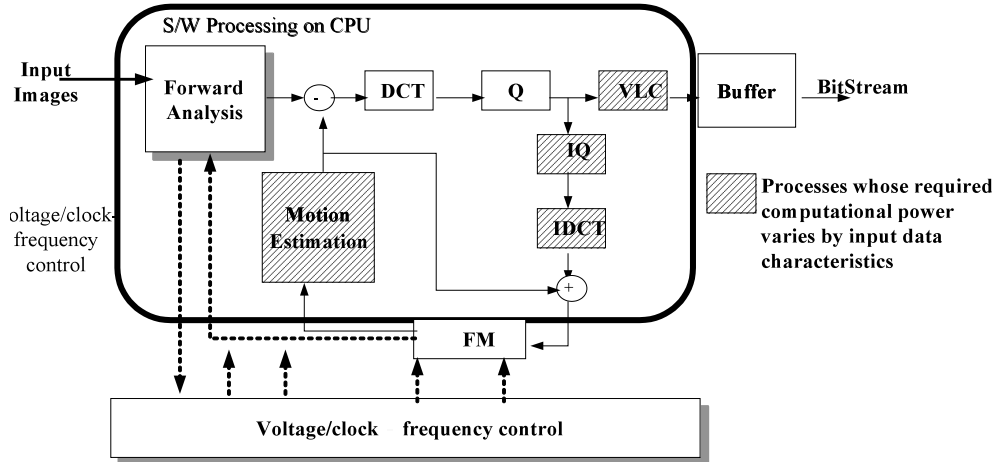 S/W Processing on CPU
Input
Images
Forward
Analysis
-
DCT
Q
VLC
Buffer
BitStream
IQ
IDCT
Motion
Estimation
+
FM
oltage/clock-
frequency
control
Processes whose required
computational power
varies by input data
characteristics
Voltage/clock frequency control